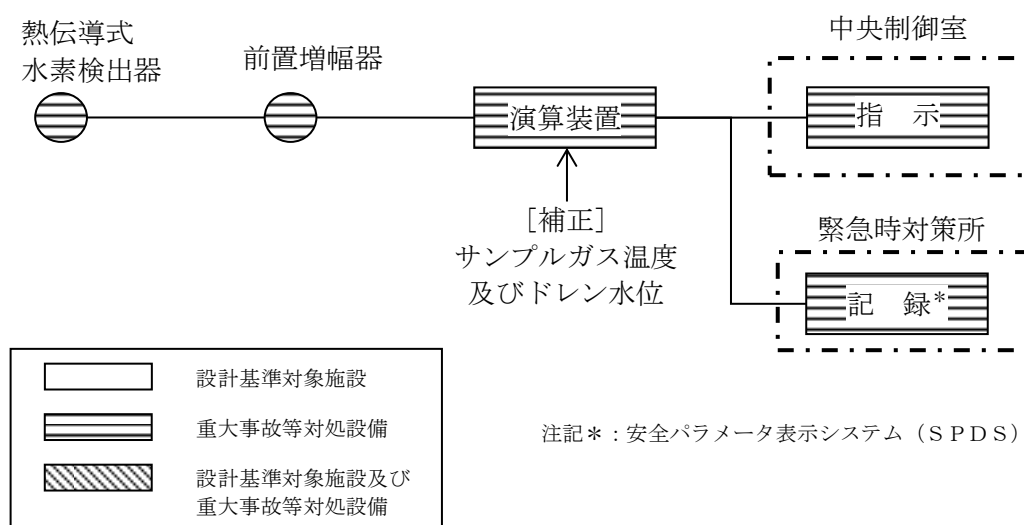 熱伝導式
水素検出器
前置増幅器
演算装置
中央制御室
指　示
[補正]
サンプルガス温度
及びドレン水位
緊急時対策所
記　録*
設計基準対象施設
重大事故等対処設備
設計基準対象施設及び
重大事故等対処設備
注記＊：安全パラメータ表示システム（ＳＰＤＳ）